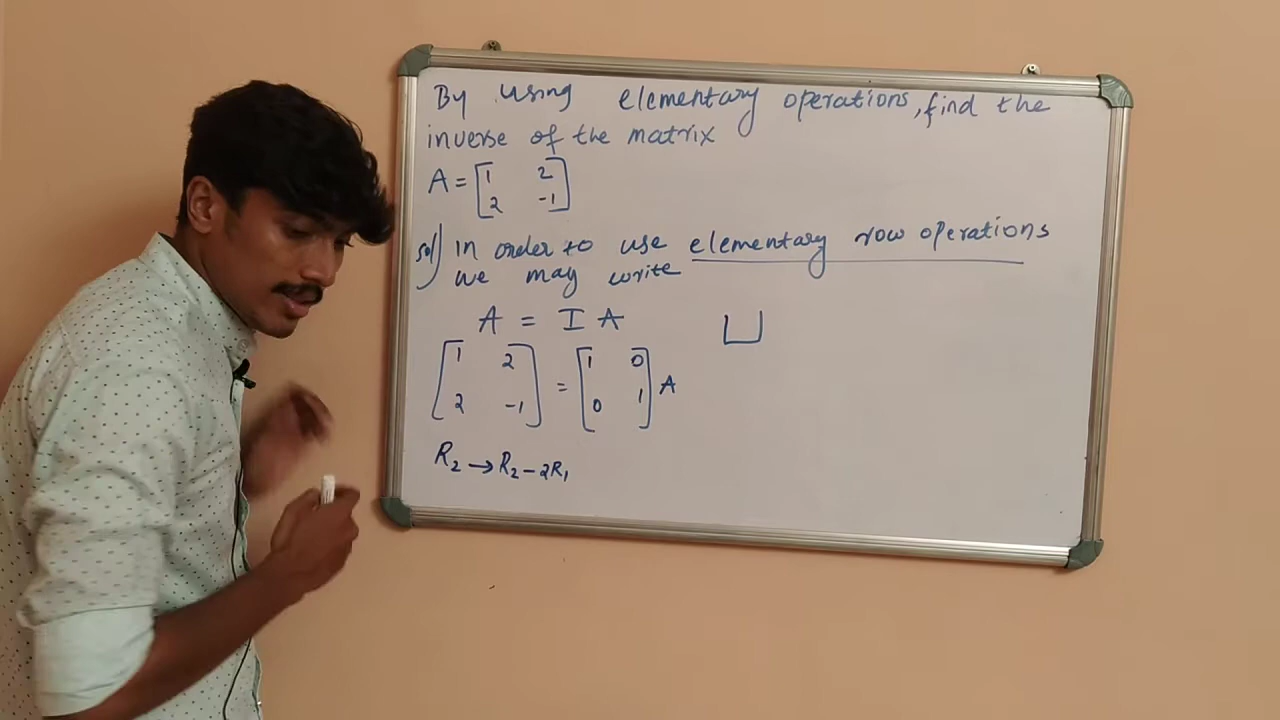 By using elementary operations, find the
inverse of the matrix
A = [1 2
2 -1]
sol) in order to use elementary row operations
we may write
A = I A
[1 2
2 -1] = [1 0
0 1] A
R₂ → R₂ - 2R₁